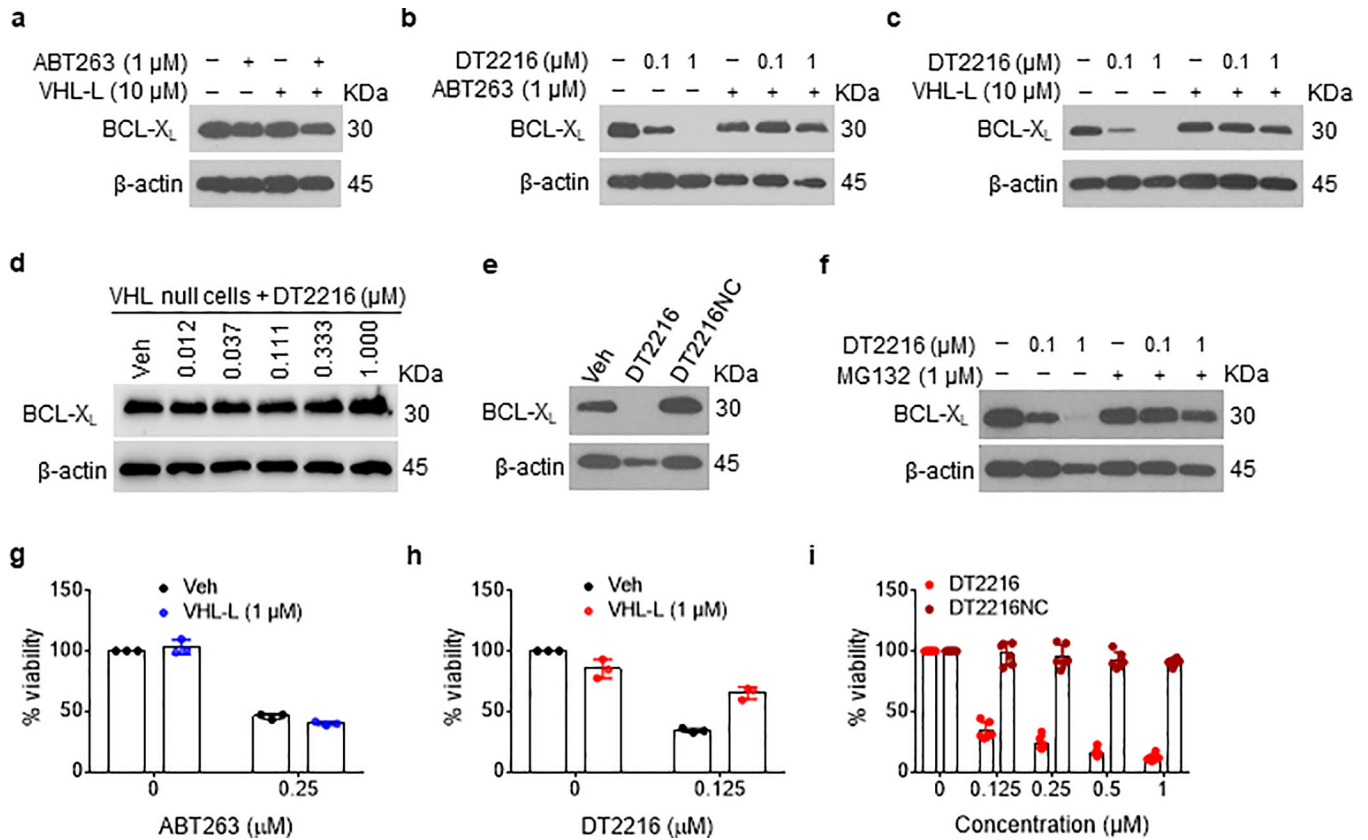 a
ABT263 (1 µM) – + – +
VHL-L (10 µM) – – + + KDa
BCL-XL 30
β-actin 45
b
DT2216 (µM) – 0.1 1 – 0.1 1
ABT263 (1 µM) – – – + + + KDa
BCL-XL 30
β-actin 45
c
DT2216 (µM) – 0.1 1 – 0.1 1
VHL-L (10 µM) – – – + + + KDa
BCL-XL 30
β-actin 45
d
VHL null cells + DT2216 (µM)
Veh 0.012 0.037 0.111 0.333 1.000 KDa
BCL-XL 30
β-actin 45
e
Veh DT2216 DT2216NC KDa
BCL-XL 30
β-actin 45
f
DT2216 (µM) – 0.1 1 – 0.1 1
MG132 (1 µM) – – – + + + KDa
BCL-XL 30
β-actin 45
g
Veh
VHL-L (1 µM)
% viability
150
100
50
0
0 0.25
ABT263 (µM)
h
Veh
VHL-L (1 µM)
% viability
150
100
50
0
0 0.125
DT2216 (µM)
i
DT2216
DT2216NC
% viability
150
100
50
0
0 0.125 0.25 0.5 1
Concentration (µM)